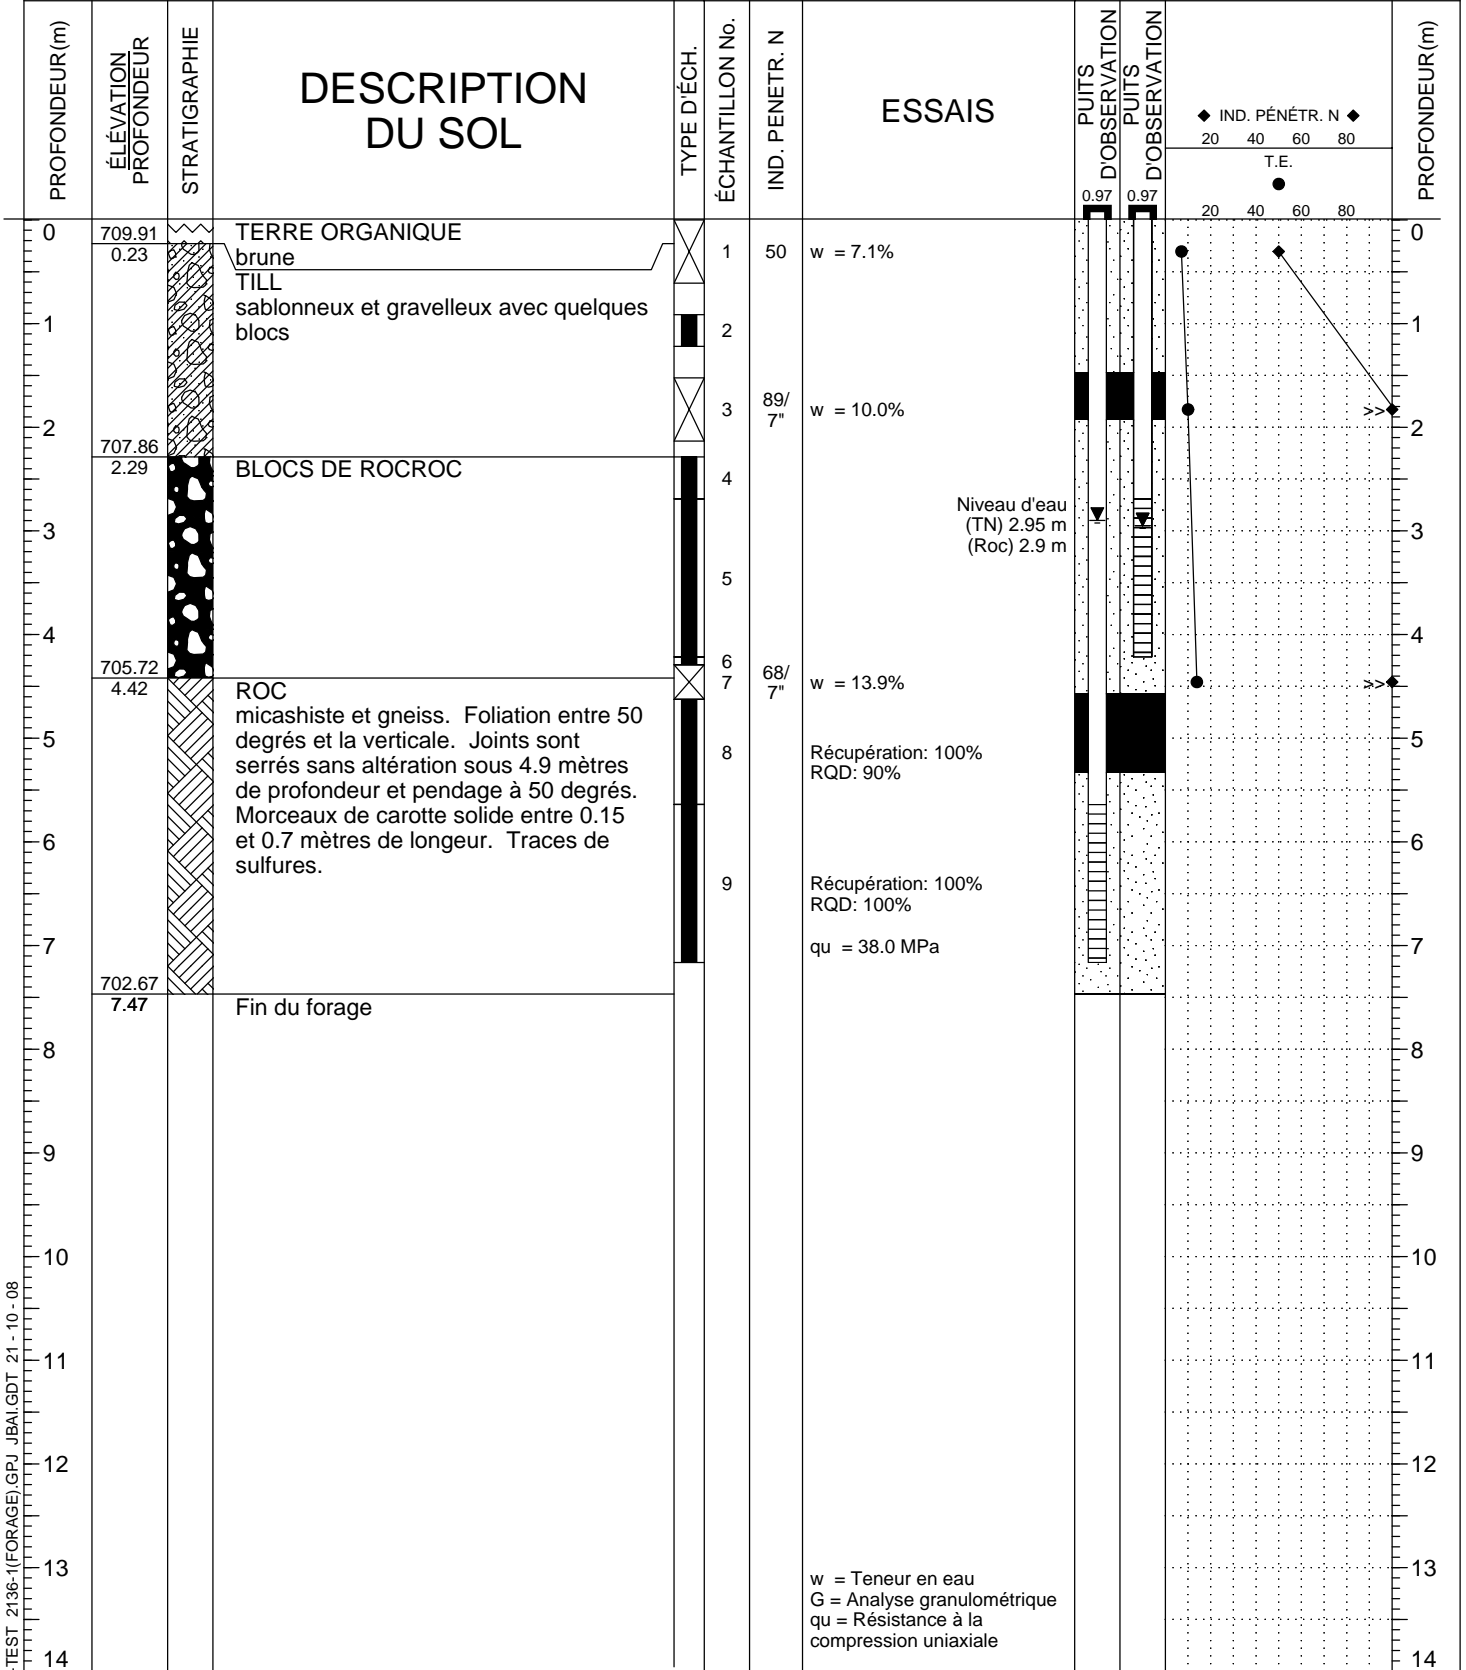 PROFONDEUR(m)
ÉLÉVATION
PROFONDEUR
STRATIGRAPHIE
DESCRIPTION
DU SOL
TYPE D'ÉCH.
ÉCHANTILLON No.
IND. PENETR. N
ESSAIS
PUITS
D'OBSERVATION
PUITS
D'OBSERVATION
◆ IND. PÉNÉTR. N ◆
20 40 60 80
T.E.
●
20 40 60 80
PROFONDEUR(m)
0.97 0.97
0 709.91 TERRE ORGANIQUE 0
0.23 brune 1 50 w = 7.1%
TILL
sablonneux et gravelleux avec quelques
1 blocs 2 1
3 89/ w = 10.0% >>
7"
2 2
707.86
2.29 BLOCS DE ROCROC 4
Niveau d'eau
3 (TN) 2.95 m 3
(Roc) 2.9 m
5
4 4
705.72 6
4.42 ROC 7 68/ w = 13.9% >>
7"
micashiste et gneiss. Foliation entre 50
5 degrés et la verticale. Joints sont 8 Récupération: 100% 5
serrés sans altération sous 4.9 mètres RQD: 90%
de profondeur et pendage à 50 degrés.
Morceaux de carotte solide entre 0.15
6 et 0.7 mètres de longeur. Traces de 6
sulfures. 9 Récupération: 100%
RQD: 100%
7 qu = 38.0 MPa 7
702.67
7.47 Fin du forage
8 8
9 9
10 10
11 11
12 12
13 13
w = Teneur en eau
G = Analyse granulométrique
qu = Résistance à la
compression uniaxiale
14 14
-TEST 2136-1(FORAGE).GPJ JBAI.GDT 21 - 10 - 08